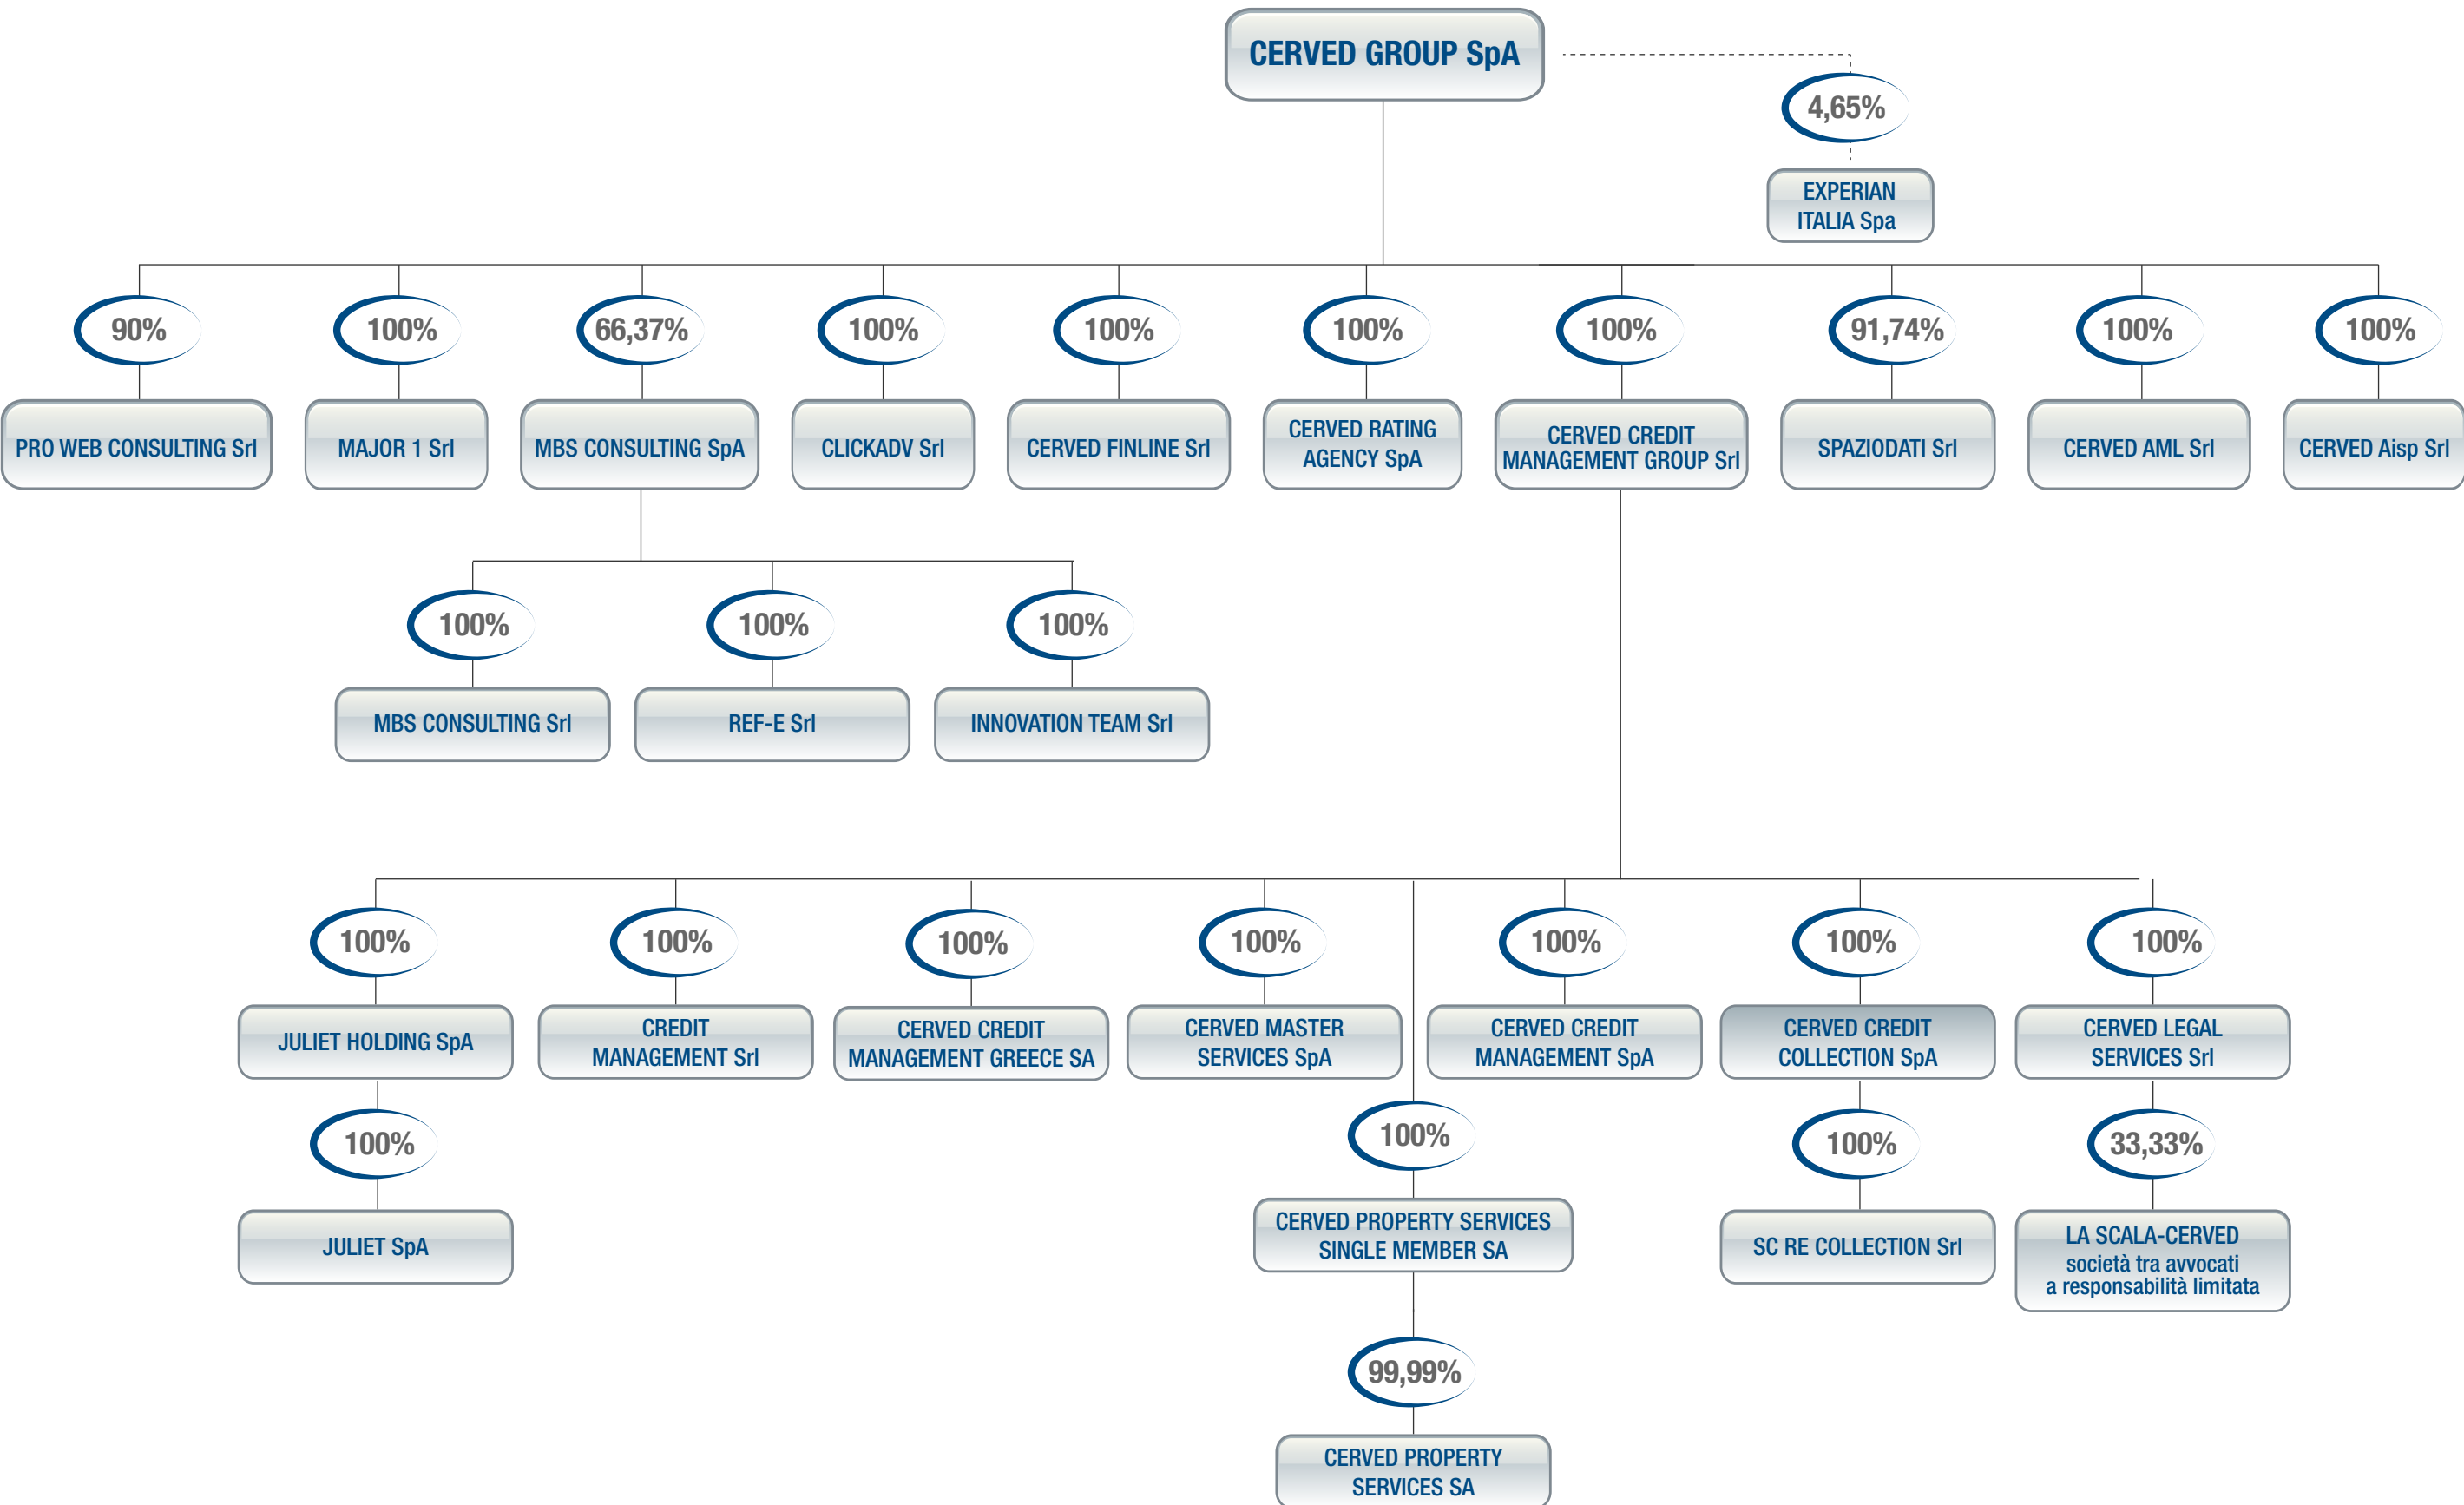 CERVED GROUP SpA
4,65%
EXPERIAN
ITALIA Spa
90%
100%
66,37%
100%
100%
100%
100%
91,74%
100%
100%
PRO WEB CONSULTING Srl
MAJOR 1 Srl
MBS CONSULTING SpA
CLICKADV Srl
CERVED FINLINE Srl
CERVED RATING
AGENCY SpA
CERVED CREDIT
MANAGEMENT GROUP Srl
SPAZIODATI Srl
CERVED AML Srl
CERVED Aisp Srl
100%
100%
100%
MBS CONSULTING Srl
REF-E Srl
INNOVATION TEAM Srl
100%
100%
100%
100%
100%
100%
100%
JULIET HOLDING SpA
CREDIT
MANAGEMENT Srl
CERVED CREDIT
MANAGEMENT GREECE SA
CERVED MASTER
SERVICES SpA
CERVED CREDIT
MANAGEMENT SpA
CERVED CREDIT
COLLECTION SpA
CERVED LEGAL
SERVICES Srl
100%
100%
100%
33,33%
JULIET SpA
CERVED PROPERTY SERVICES
SINGLE MEMBER SA
SC RE COLLECTION Srl
LA SCALA-CERVED
società tra avvocati
a responsabilità limitata
99,99%
CERVED PROPERTY
SERVICES SA